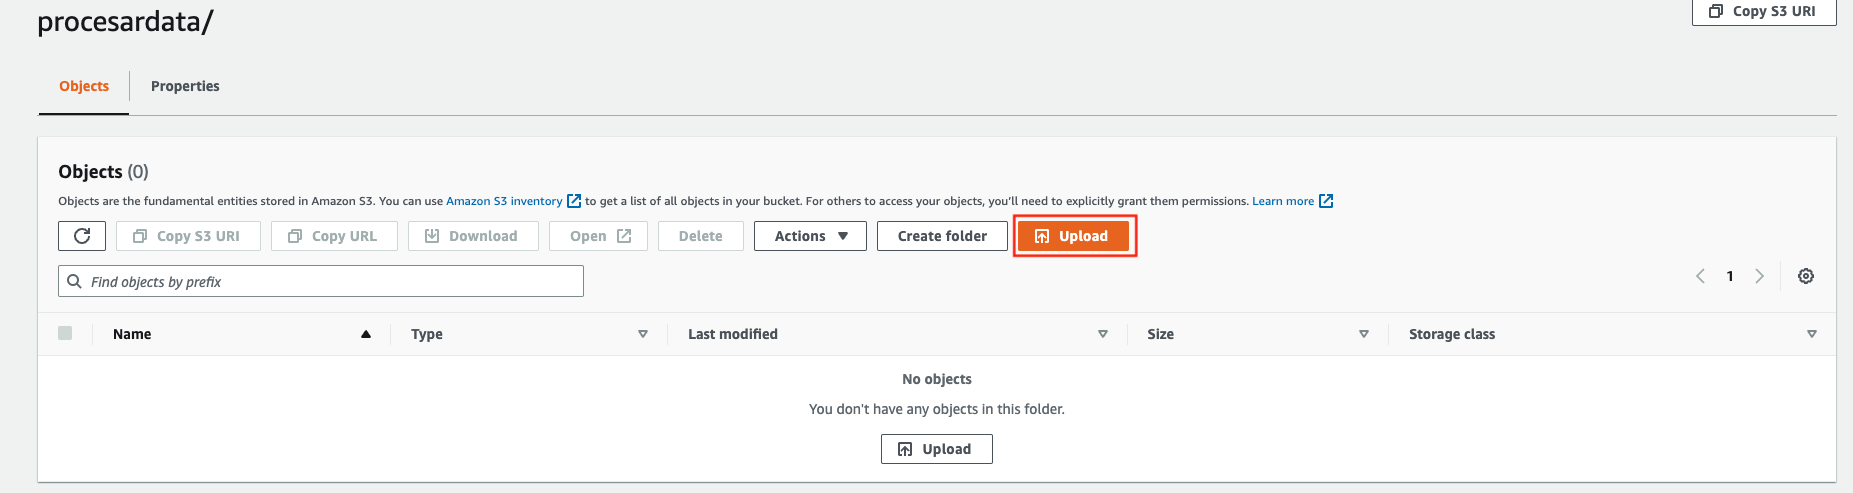 procesardata/
Copy S3 URI
Objects
Properties
Objects (0)
Objects are the fundamental entities stored in Amazon S3. You can use Amazon S3 inventory to get a list of all objects in your bucket. For others to access your objects, you'll need to explicitly grant them permissions. Learn more
Copy S3 URI
Copy URL
Download
Open
Delete
Actions
Create folder
Upload
Find objects by prefix
1
Name
Type
Last modified
Size
Storage class
No objects
You don't have any objects in this folder.
Upload